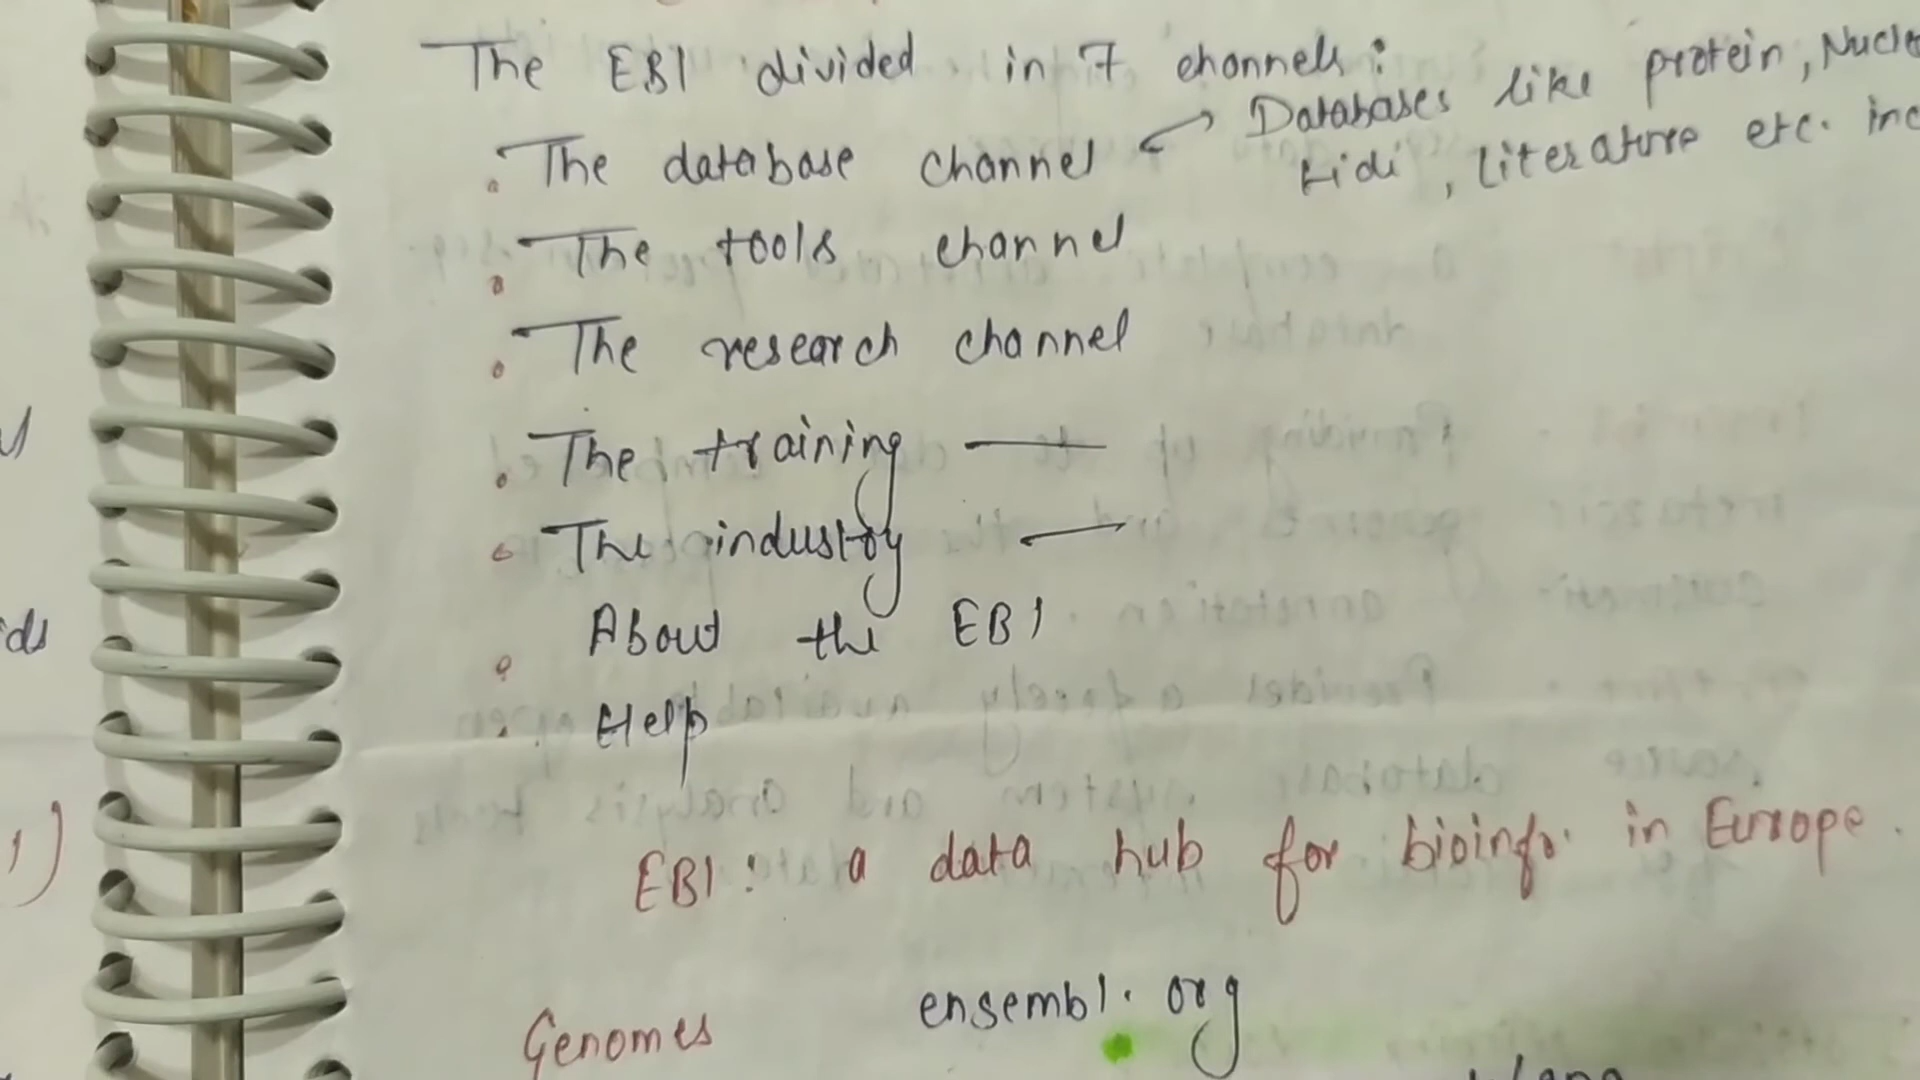 The EBI divided in 7 channels:
• The database channel → Databases like protein, Nucle
tidi, literature etc. inc
• The tools channel
• The research channel
• The training —
• The industry —
• About the EBI
• Help
EBI: a data hub for bioinfo. in Europe.
Genomes ensembl.org